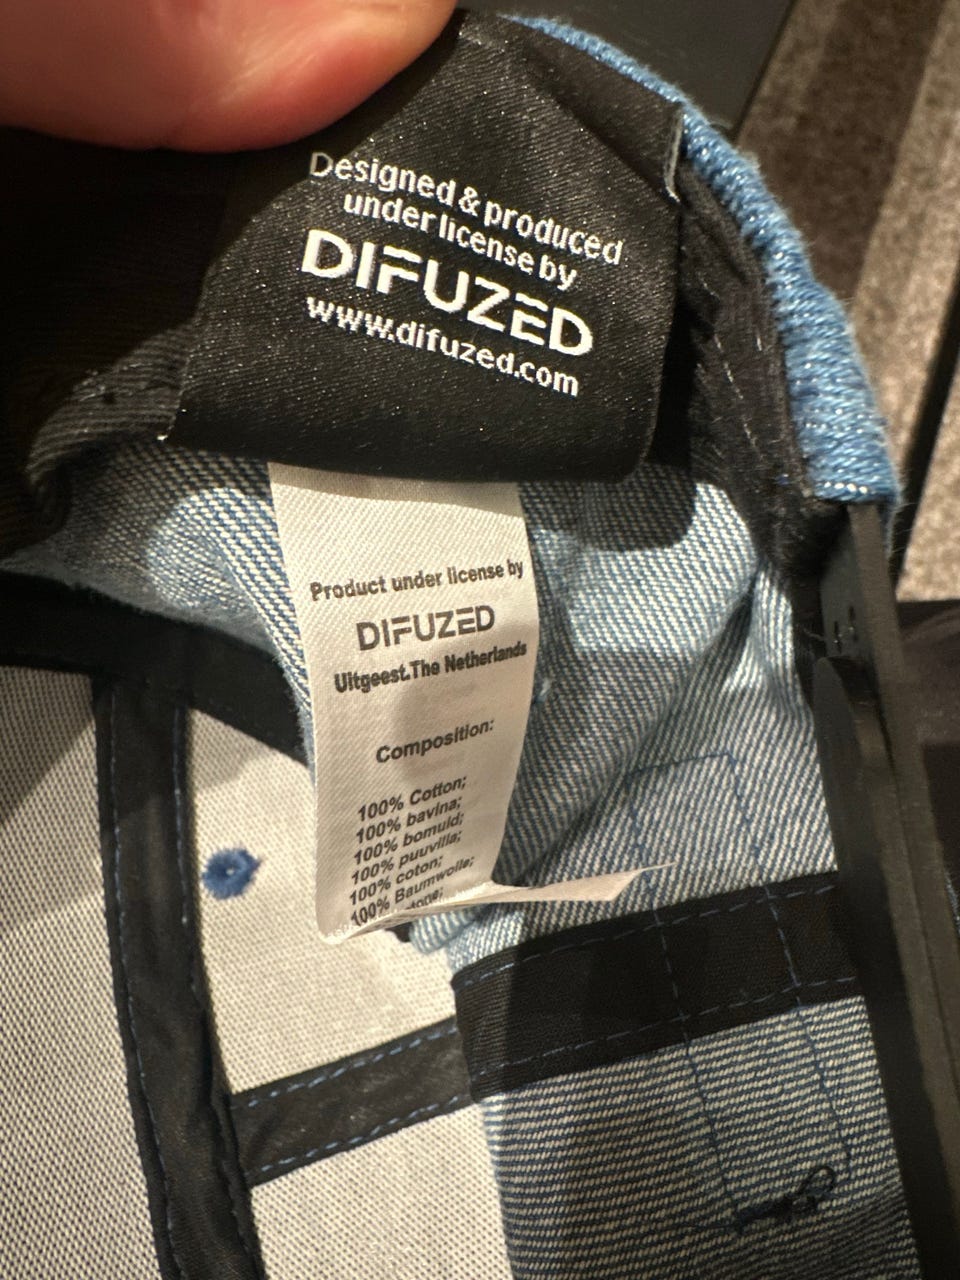 Designed & produced
under license by
DIFUZED
www.difuzed.com
Product under license by
DIFUZED
Uitgeest.The Netherlands
Composition:
100% Cotton;
100% bavlna;
100% bomuld;
100% puuvilla;
100% coton;
100% Baumwolle;